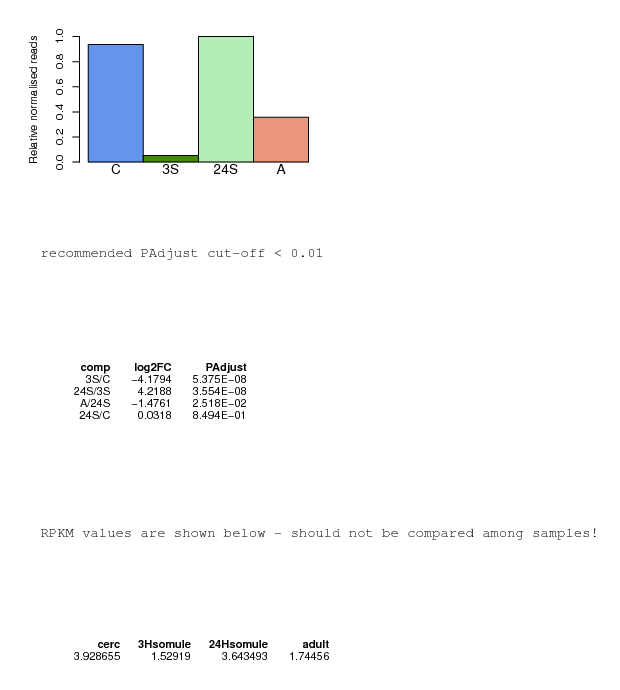 Relative normalised reads
1.0
0.8
0.6
0.4
0.2
0.0
C 3S 24S A
recommended PAdjust cut-off < 0.01
comp log2FC PAdjust
3S/C −4.1794 5.375E−08
24S/3S 4.2188 3.554E−08
A/24S −1.4761 2.518E−02
24S/C 0.0318 8.494E−01
RPKM values are shown below - should not be compared among samples!
cerc 3Hsomule 24Hsomule adult
3.928655 1.52919 3.643493 1.74456